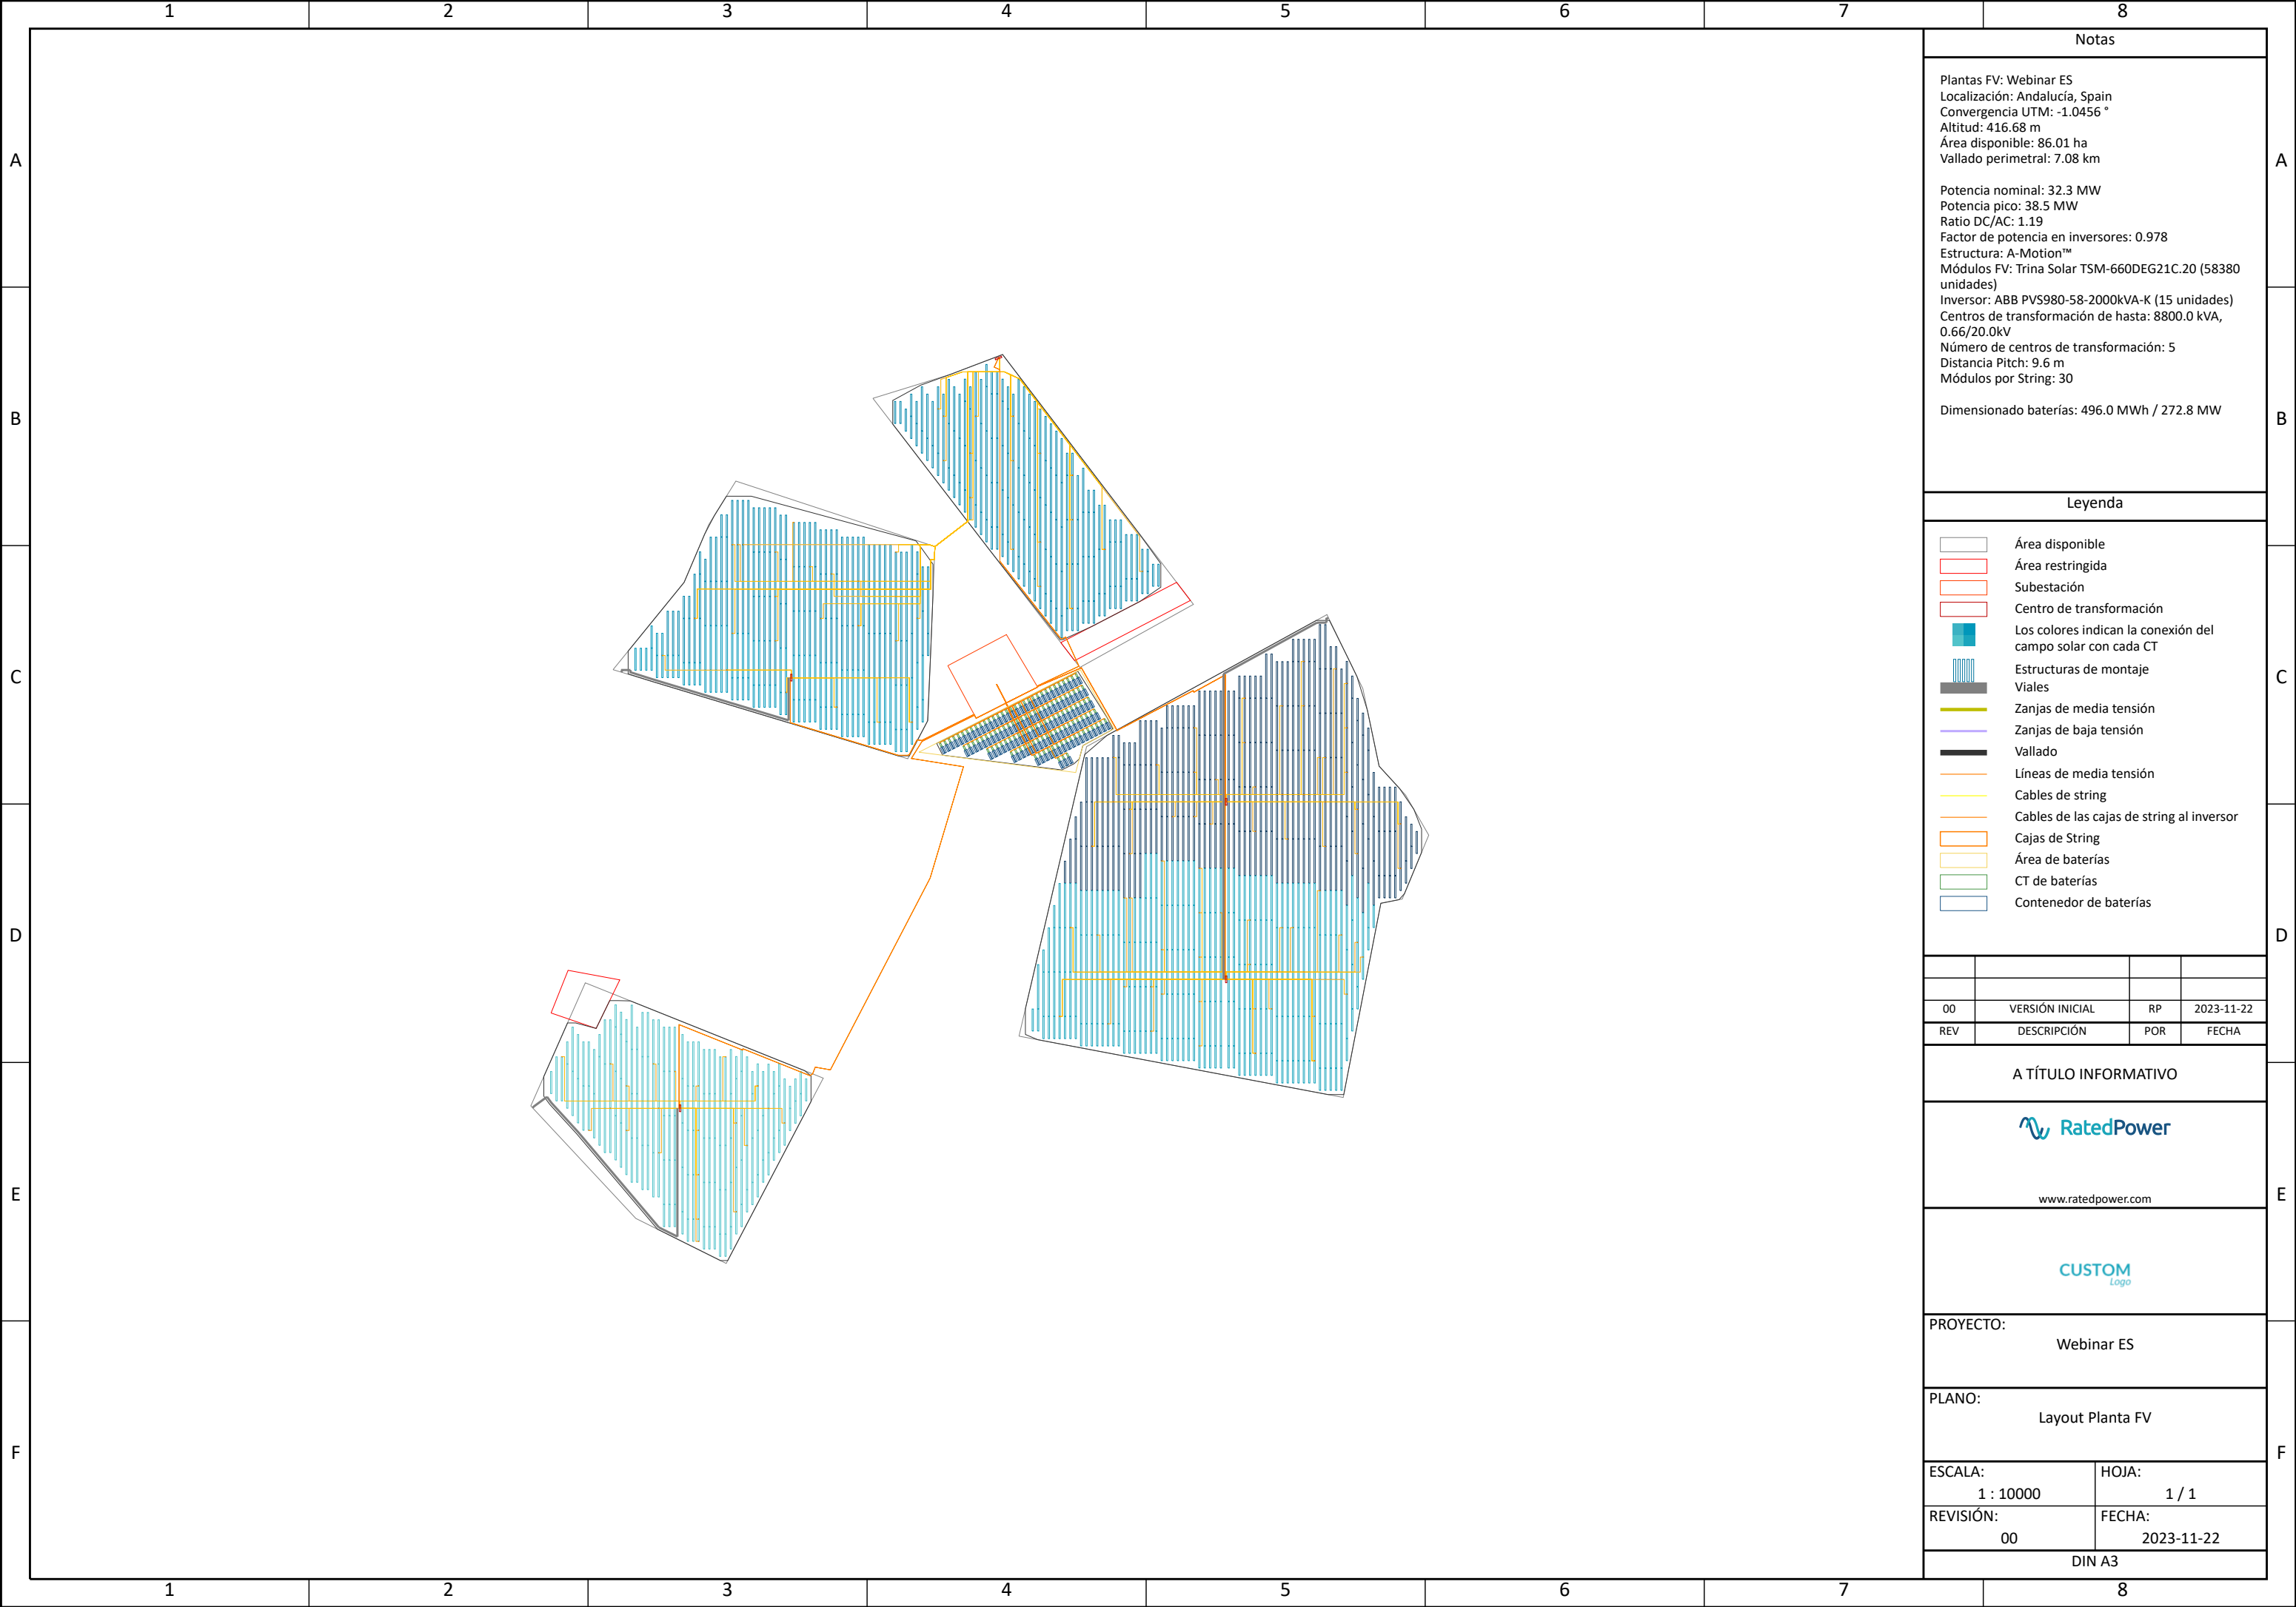 1 2 3 4 5 6 7 8
A A
B B
C C
D D
E E
F F
Notas
Plantas FV: Webinar ES
Localización: Andalucía, Spain
Convergencia UTM: -1.0456 °
Altitud: 416.68 m
Área disponible: 86.01 ha
Vallado perimetral: 7.08 km
Potencia nominal: 32.3 MW
Potencia pico: 38.5 MW
Ratio DC/AC: 1.19
Factor de potencia en inversores: 0.978
Estructura: A-Motion™
Módulos FV: Trina Solar TSM-660DEG21C.20 (58380
unidades)
Inversor: ABB PVS980-58-2000kVA-K (15 unidades)
Centros de transformación de hasta: 8800.0 kVA,
0.66/20.0kV
Número de centros de transformación: 5
Distancia Pitch: 9.6 m
Módulos por String: 30
Dimensionado baterías: 496.0 MWh / 272.8 MW
Leyenda
Área disponible
Área restringida
Subestación
Centro de transformación
Los colores indican la conexión del
campo solar con cada CT
Estructuras de montaje
Viales
Zanjas de media tensión
Zanjas de baja tensión
Vallado
Líneas de media tensión
Cables de string
Cables de las cajas de string al inversor
Cajas de String
Área de baterías
CT de baterías
Contenedor de baterías
00 VERSIÓN INICIAL RP 2023-11-22
REV DESCRIPCIÓN POR FECHA
A TÍTULO INFORMATIVO
RatedPower
www.ratedpower.com
CUSTOM
Logo
PROYECTO:
Webinar ES
PLANO:
Layout Planta FV
ESCALA: HOJA:
1 : 10000 1 / 1
REVISIÓN: FECHA:
00 2023-11-22
DIN A3
1 2 3 4 5 6 7 8